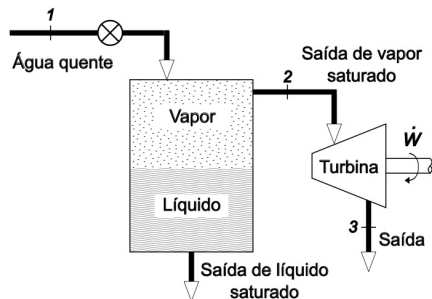 1
Água quente
Vapor
Líquido
Saída de líquido
saturado
2
Saída de vapor
saturado
Turbina
Ẇ
3
Saída